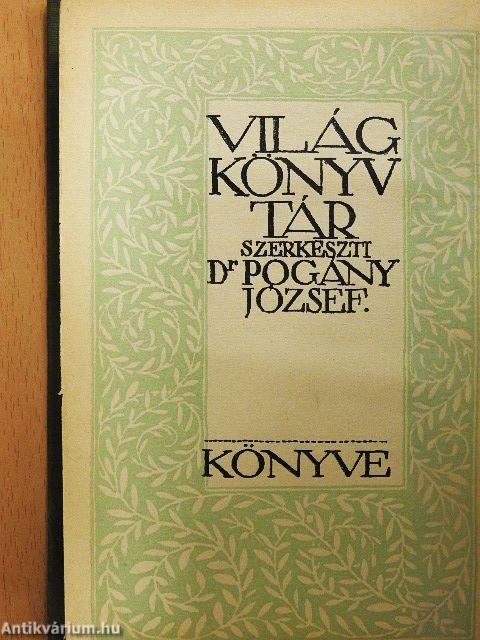 VILÁG
KÖNYV
TÁR
SZERKESZTI
Dr POGÁNY
JÓZSEF.
KÖNYVE
Antikvárium.hu